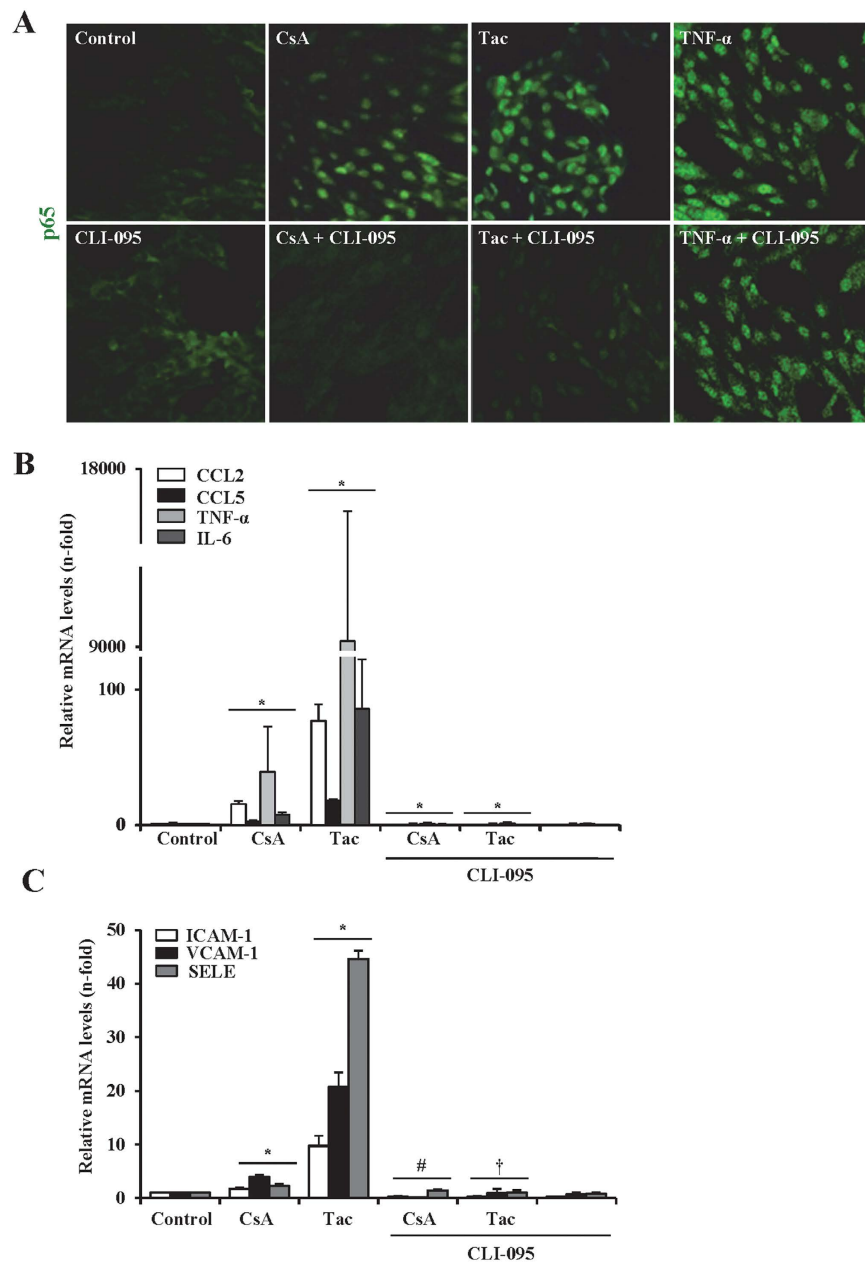 A
Control
CsA
Tac
TNF-α
p65
CLI-095
CsA + CLI-095
Tac + CLI-095
TNF-α + CLI-095
B
Relative mRNA levels (n-fold)
18000
9000
100
0
CCL2
CCL5
TNF-α
IL-6
*
*
*
*
Control
CsA
Tac
CsA
Tac
CLI-095
C
Relative mRNA levels (n-fold)
50
40
30
20
10
0
ICAM-1
VCAM-1
SELE
*
*
#
†
Control
CsA
Tac
CsA
Tac
CLI-095